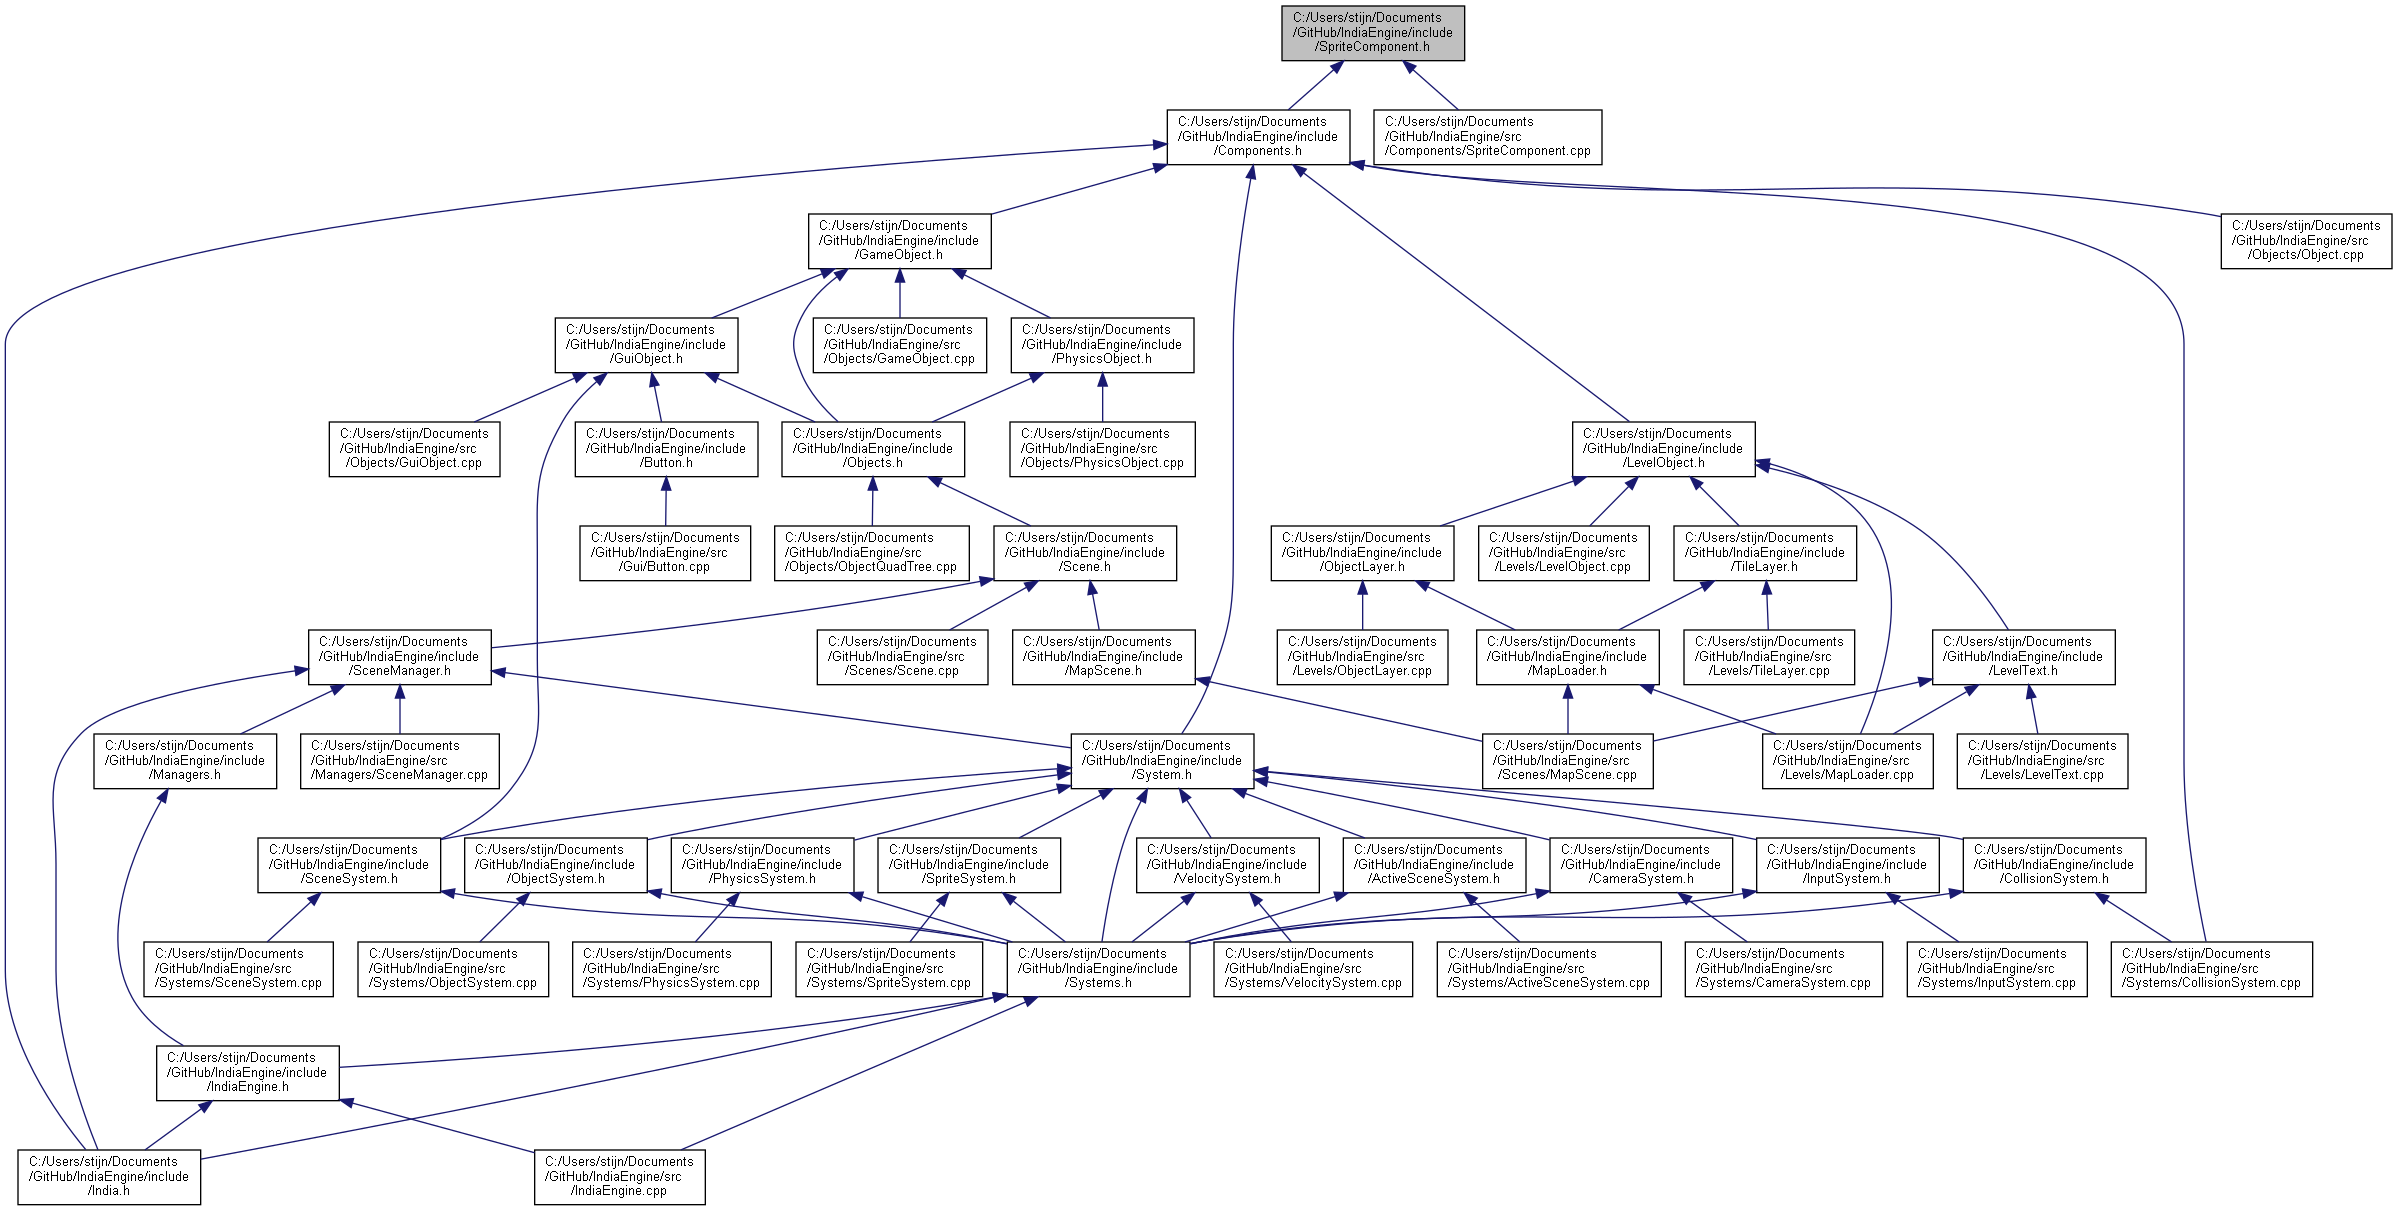 C:/Users/stijn/Documents
/GitHub/IndiaEngine/include
/SpriteComponent.h
C:/Users/stijn/Documents
/GitHub/IndiaEngine/include
/Components.h
C:/Users/stijn/Documents
/GitHub/IndiaEngine/src
/Components/SpriteComponent.cpp
C:/Users/stijn/Documents
/GitHub/IndiaEngine/include
/GameObject.h
C:/Users/stijn/Documents
/GitHub/IndiaEngine/src
/Objects/Object.cpp
C:/Users/stijn/Documents
/GitHub/IndiaEngine/include
/GuiObject.h
C:/Users/stijn/Documents
/GitHub/IndiaEngine/src
/Objects/GameObject.cpp
C:/Users/stijn/Documents
/GitHub/IndiaEngine/include
/PhysicsObject.h
C:/Users/stijn/Documents
/GitHub/IndiaEngine/src
/Objects/GuiObject.cpp
C:/Users/stijn/Documents
/GitHub/IndiaEngine/include
/Button.h
C:/Users/stijn/Documents
/GitHub/IndiaEngine/include
/Objects.h
C:/Users/stijn/Documents
/GitHub/IndiaEngine/src
/Objects/PhysicsObject.cpp
C:/Users/stijn/Documents
/GitHub/IndiaEngine/include
/LevelObject.h
C:/Users/stijn/Documents
/GitHub/IndiaEngine/src
/Gui/Button.cpp
C:/Users/stijn/Documents
/GitHub/IndiaEngine/src
/Objects/ObjectQuadTree.cpp
C:/Users/stijn/Documents
/GitHub/IndiaEngine/include
/Scene.h
C:/Users/stijn/Documents
/GitHub/IndiaEngine/include
/ObjectLayer.h
C:/Users/stijn/Documents
/GitHub/IndiaEngine/src
/Levels/LevelObject.cpp
C:/Users/stijn/Documents
/GitHub/IndiaEngine/include
/TileLayer.h
C:/Users/stijn/Documents
/GitHub/IndiaEngine/include
/SceneManager.h
C:/Users/stijn/Documents
/GitHub/IndiaEngine/src
/Scenes/Scene.cpp
C:/Users/stijn/Documents
/GitHub/IndiaEngine/include
/MapScene.h
C:/Users/stijn/Documents
/GitHub/IndiaEngine/src
/Levels/ObjectLayer.cpp
C:/Users/stijn/Documents
/GitHub/IndiaEngine/include
/MapLoader.h
C:/Users/stijn/Documents
/GitHub/IndiaEngine/src
/Levels/TileLayer.cpp
C:/Users/stijn/Documents
/GitHub/IndiaEngine/include
/LevelText.h
C:/Users/stijn/Documents
/GitHub/IndiaEngine/include
/Managers.h
C:/Users/stijn/Documents
/GitHub/IndiaEngine/src
/Managers/SceneManager.cpp
C:/Users/stijn/Documents
/GitHub/IndiaEngine/include
/System.h
C:/Users/stijn/Documents
/GitHub/IndiaEngine/src
/Scenes/MapScene.cpp
C:/Users/stijn/Documents
/GitHub/IndiaEngine/src
/Levels/MapLoader.cpp
C:/Users/stijn/Documents
/GitHub/IndiaEngine/src
/Levels/LevelText.cpp
C:/Users/stijn/Documents
/GitHub/IndiaEngine/include
/SceneSystem.h
C:/Users/stijn/Documents
/GitHub/IndiaEngine/include
/ObjectSystem.h
C:/Users/stijn/Documents
/GitHub/IndiaEngine/include
/PhysicsSystem.h
C:/Users/stijn/Documents
/GitHub/IndiaEngine/include
/SpriteSystem.h
C:/Users/stijn/Documents
/GitHub/IndiaEngine/include
/VelocitySystem.h
C:/Users/stijn/Documents
/GitHub/IndiaEngine/include
/ActiveSceneSystem.h
C:/Users/stijn/Documents
/GitHub/IndiaEngine/include
/CameraSystem.h
C:/Users/stijn/Documents
/GitHub/IndiaEngine/include
/InputSystem.h
C:/Users/stijn/Documents
/GitHub/IndiaEngine/include
/CollisionSystem.h
C:/Users/stijn/Documents
/GitHub/IndiaEngine/src
/Systems/SceneSystem.cpp
C:/Users/stijn/Documents
/GitHub/IndiaEngine/src
/Systems/ObjectSystem.cpp
C:/Users/stijn/Documents
/GitHub/IndiaEngine/src
/Systems/PhysicsSystem.cpp
C:/Users/stijn/Documents
/GitHub/IndiaEngine/src
/Systems/SpriteSystem.cpp
C:/Users/stijn/Documents
/GitHub/IndiaEngine/include
/Systems.h
C:/Users/stijn/Documents
/GitHub/IndiaEngine/src
/Systems/VelocitySystem.cpp
C:/Users/stijn/Documents
/GitHub/IndiaEngine/src
/Systems/ActiveSceneSystem.cpp
C:/Users/stijn/Documents
/GitHub/IndiaEngine/src
/Systems/CameraSystem.cpp
C:/Users/stijn/Documents
/GitHub/IndiaEngine/src
/Systems/InputSystem.cpp
C:/Users/stijn/Documents
/GitHub/IndiaEngine/src
/Systems/CollisionSystem.cpp
C:/Users/stijn/Documents
/GitHub/IndiaEngine/include
/IndiaEngine.h
C:/Users/stijn/Documents
/GitHub/IndiaEngine/include
/India.h
C:/Users/stijn/Documents
/GitHub/IndiaEngine/src
/IndiaEngine.cpp